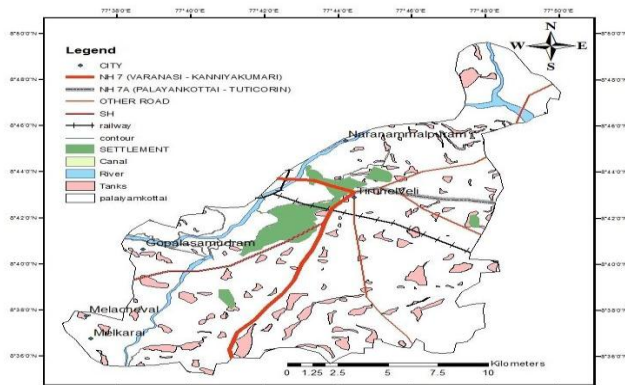 77°38'0"E 77°40'0"E 77°42'0"E 77°44'0"E 77°46'0"E 77°48'0"E 77°50'0"E
8°50'0"N
8°48'0"N
8°46'0"N
8°44'0"N
8°42'0"N
8°40'0"N
8°38'0"N
8°36'0"N
N
W E
S
Legend
CITY
NH 7 (VARANASI - KANNIYAKUMARI)
NH 7A (PALAYANKOTTAI - TUTICORIN)
OTHER ROAD
SH
railway
contour
SETTLEMENT
Canal
River
Tanks
palaiyamkottai
Naranammalpuram
Tirunelveli
Gopalasamudram
Melacheval
Melkarai
Kilometers
0 1.25 2.5 5 7.5 10